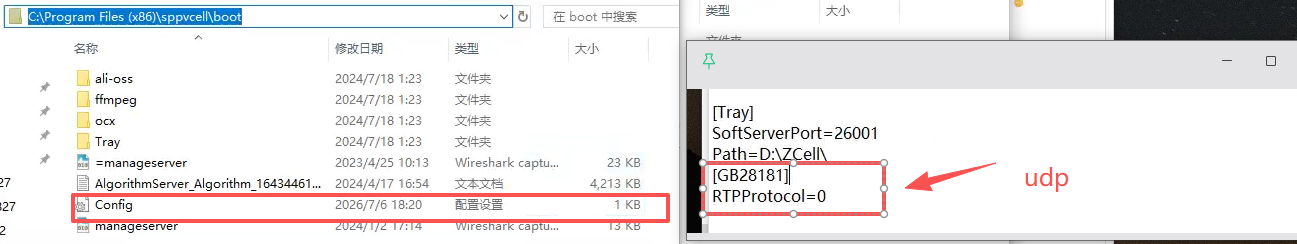 C:\Program Files (x86)\sppvcell\boot
在 boot 中搜索
名称
修改日期
类型
大小
ali-oss
2024/7/18 1:23
文件夹
ffmpeg
2024/7/18 1:23
文件夹
ocx
2024/7/18 1:23
文件夹
Tray
2024/7/18 1:23
文件夹
=manageserver
2023/4/25 10:13
Wireshark captu...
23 KB
AlgorithmServer_Algorithm_16434461...
2024/4/17 16:54
文本文档
4,213 KB
Config
2026/7/6 18:20
配置设置
1 KB
manageserver
2024/1/2 17:14
Wireshark captu...
13 KB
27
827
2
类型
大小
[Tray]
SoftServerPort=26001
Path=D:\ZCell\
[GB28181]
RTPProtocol=0
udp